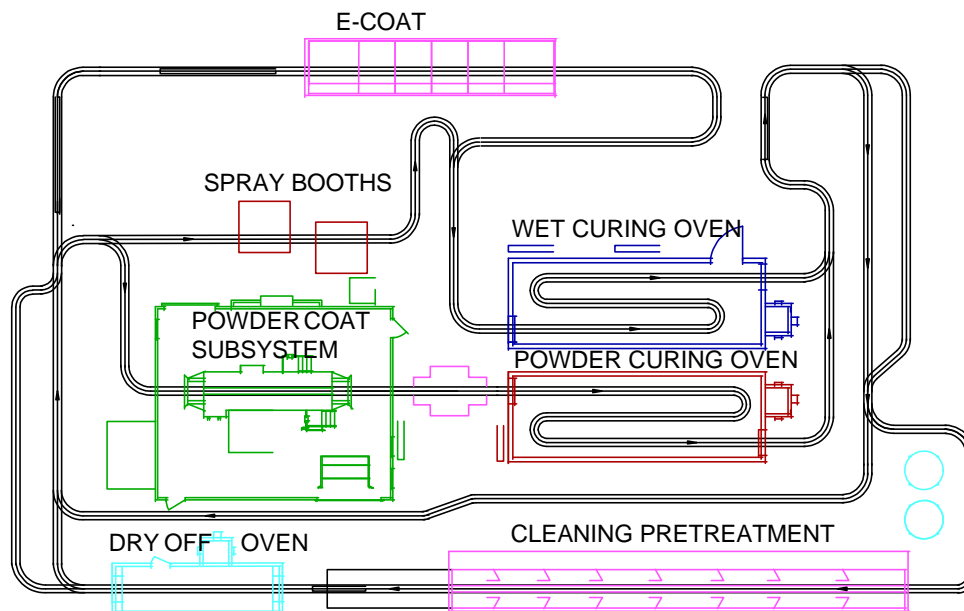 E-COAT
SPRAY BOOTHS
WET CURING OVEN
POWDER COAT
SUBSYSTEM
POWDER CURING OVEN
DRY OFF OVEN
CLEANING PRETREATMENT